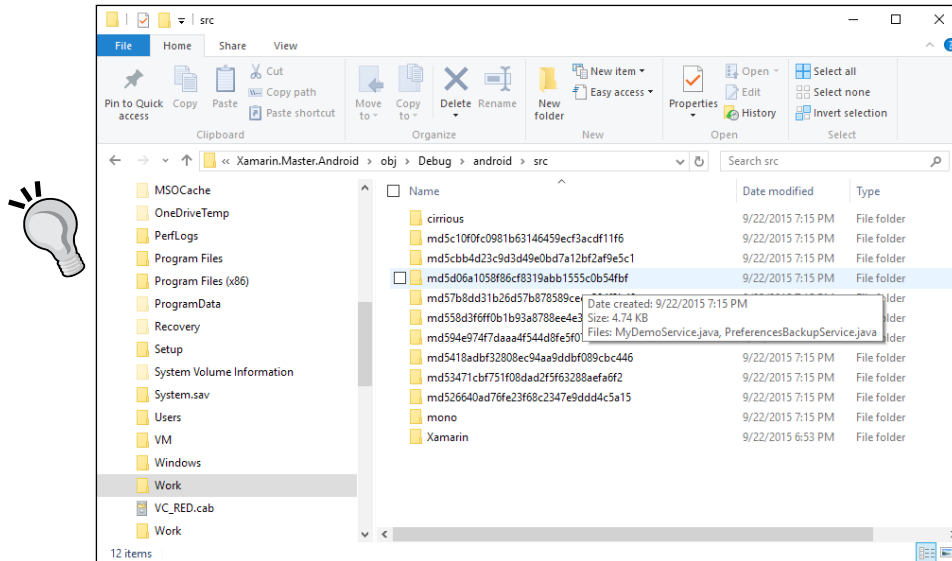 src
File Home Share View
Pin to Quick access
Copy
Paste
Cut
Copy path
Paste shortcut
Clipboard
Move to
Copy to
Delete
Rename
Organize
New folder
New item
Easy access
New
Properties
Open
Edit
History
Open
Select all
Select none
Invert selection
Select
« Xamarin.Master.Android › obj › Debug › android › src
Search src
MSOCache
OneDriveTemp
PerfLogs
Program Files
Program Files (x86)
ProgramData
Recovery
Setup
System Volume Information
System.sav
Users
VM
Windows
Work
VC_RED.cab
Work
Name Date modified Type
cirrious 9/22/2015 7:15 PM File folder
md5c10f0fc0981b63146459ecf3acdf11f6 9/22/2015 7:15 PM File folder
md5cbb4d23c9d3d49e0bd7a12bf2af9e5c1 9/22/2015 7:15 PM File folder
md5d06a1058f86cf8319abb1555c0b54fbf 9/22/2015 7:15 PM File folder
Date created: 9/22/2015 7:15 PM
Size: 4.74 KB
Files: MyDemoService.java, PreferencesBackupService.java
md5418adbf32808ec94aa9ddbf089cbc446 9/22/2015 7:15 PM File folder
md53471cbf751f08dad2f5f63288aefa6f2 9/22/2015 7:15 PM File folder
md526640ad76fe23f68c2347e9ddd4c5a15 9/22/2015 7:15 PM File folder
mono 9/22/2015 7:15 PM File folder
Xamarin 9/22/2015 6:53 PM File folder
12 items